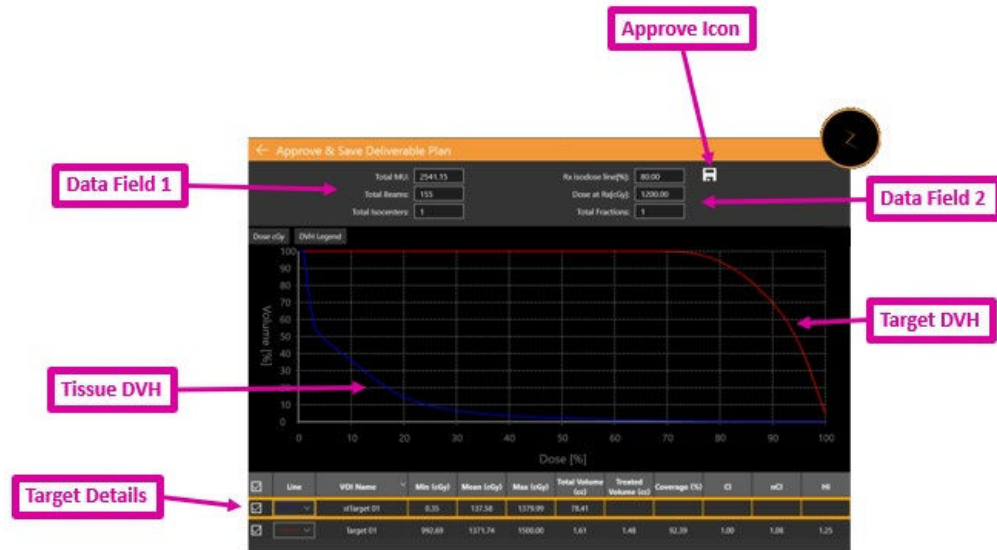 Approve Icon
← Approve & Save Deliverable Plan
Z
Data Field 1
Total MU: 2541.15
Total Beams: 155
Total Isocenters: 1
Rx isodose line[%]: 80.00
Dose at Rx[cGy]: 1200.00
Total Fractions: 1
Data Field 2
Dose cGy DVH Legend
100
90
80
70
60
50
40
30
20
10
0
Volume [%]
0 10 20 30 40 50 60 70 80 90 100
Dose [%]
Target DVH
Tissue DVH
Target Details
Line VOI Name Min (cGy) Mean (cGy) Max (cGy) Total Volume (cc) Treated Volume (cc) Coverage (%) CI nCI HI
stTarget 01 0.35 137.58 1379.99 78.41
Target 01 992.69 1371.74 1500.00 1.61 1.48 92.39 1.00 1.08 1.25